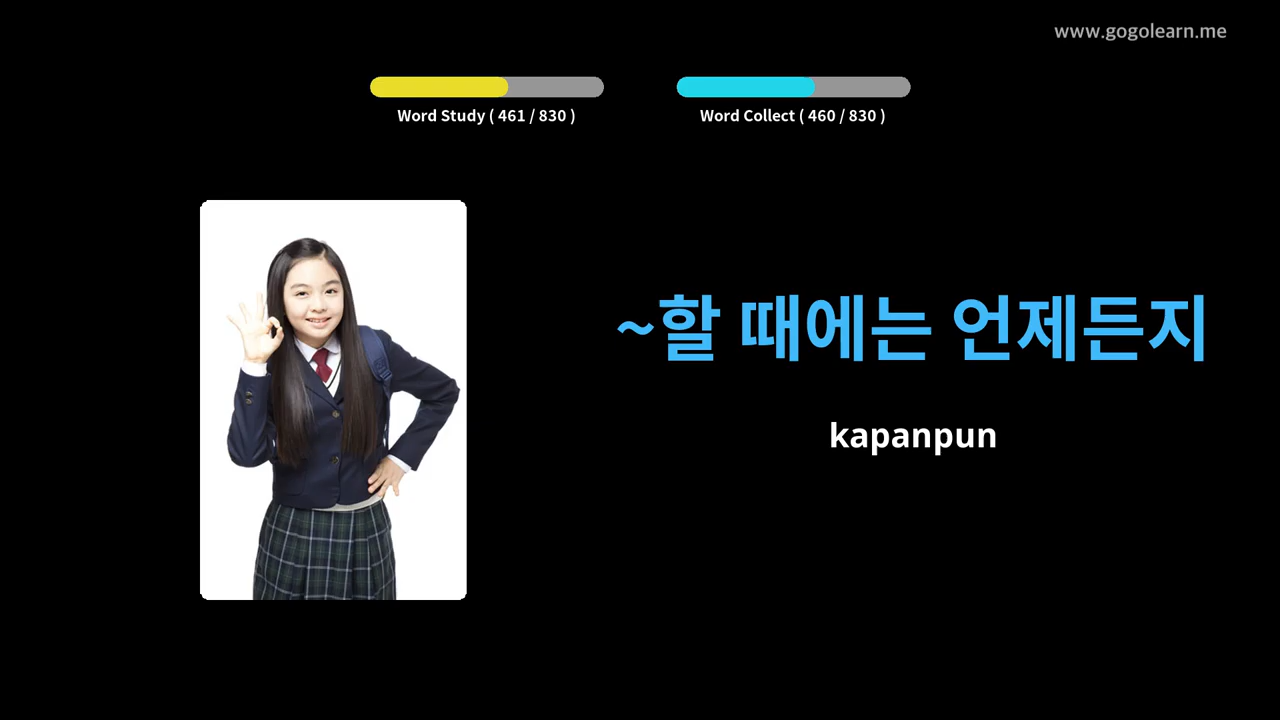 www.gogolearn.me
Word Study ( 461 / 830 )
Word Collect ( 460 / 830 )
~할 때에는 언제든지
kapanpun